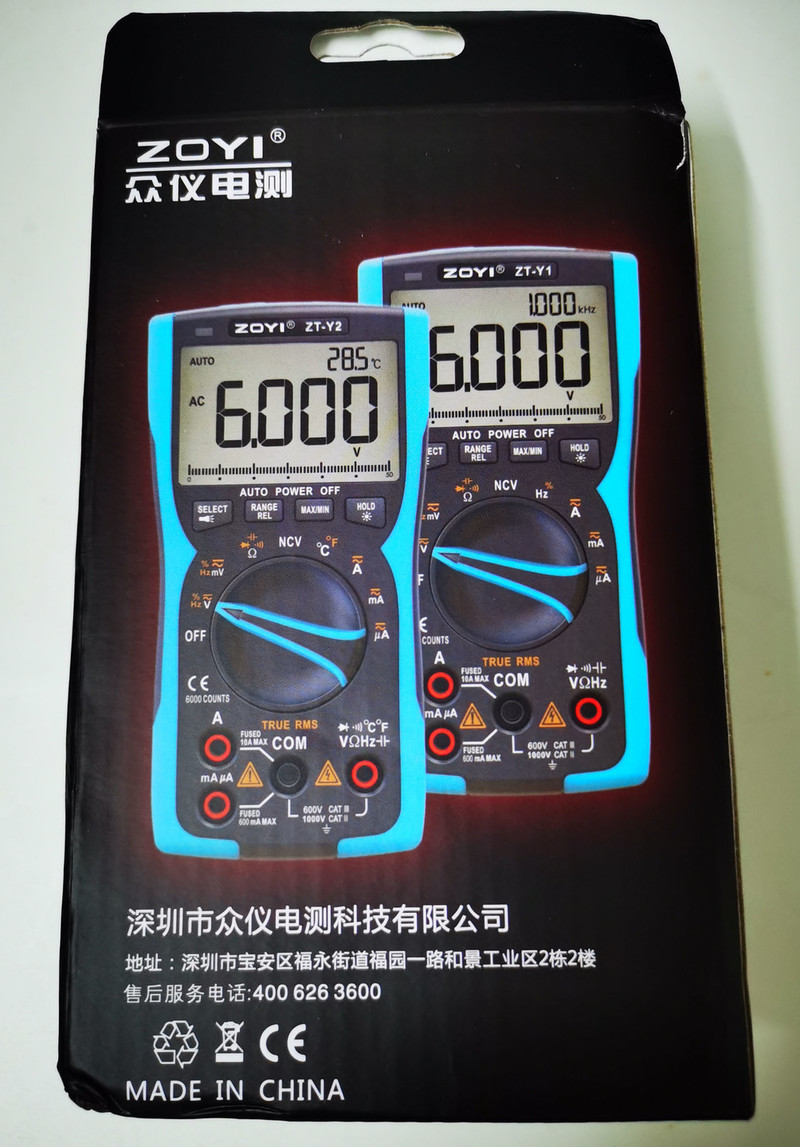 ZOYI®
众仪电测
ZOYI® ZT-Y1
AUTO 1.000 kHz
6.000
V
50
AUTO POWER OFF
RANGE REL
MAX/MIN
HOLD
NCV
Hz %
mV
A
mA
μA
V
Ω
COUNTS
TRUE RMS
A
FUSED
10A MAX
COM
VΩHz
mA μA
FUSED
600 mA MAX
600V CAT III
1000V CAT II
ZOYI® ZT-Y2
AUTO 28.5 °C
AC 6.000
V
0 50
AUTO POWER OFF
SELECT
RANGE REL
MAX/MIN
HOLD
Ω
NCV
°C °F
% Hz mV
A
% Hz V
mA
OFF
μA
CE
6000 COUNTS
TRUE RMS
A
FUSED
10A MAX
COM
°C°F
VΩHz
mA μA
FUSED
600 mA MAX
600V CAT III
1000V CAT II
深圳市众仪电测科技有限公司
地址：深圳市宝安区福永街道福园一路和景工业区2栋2楼
售后服务电话:400 626 3600
CE
MADE IN CHINA